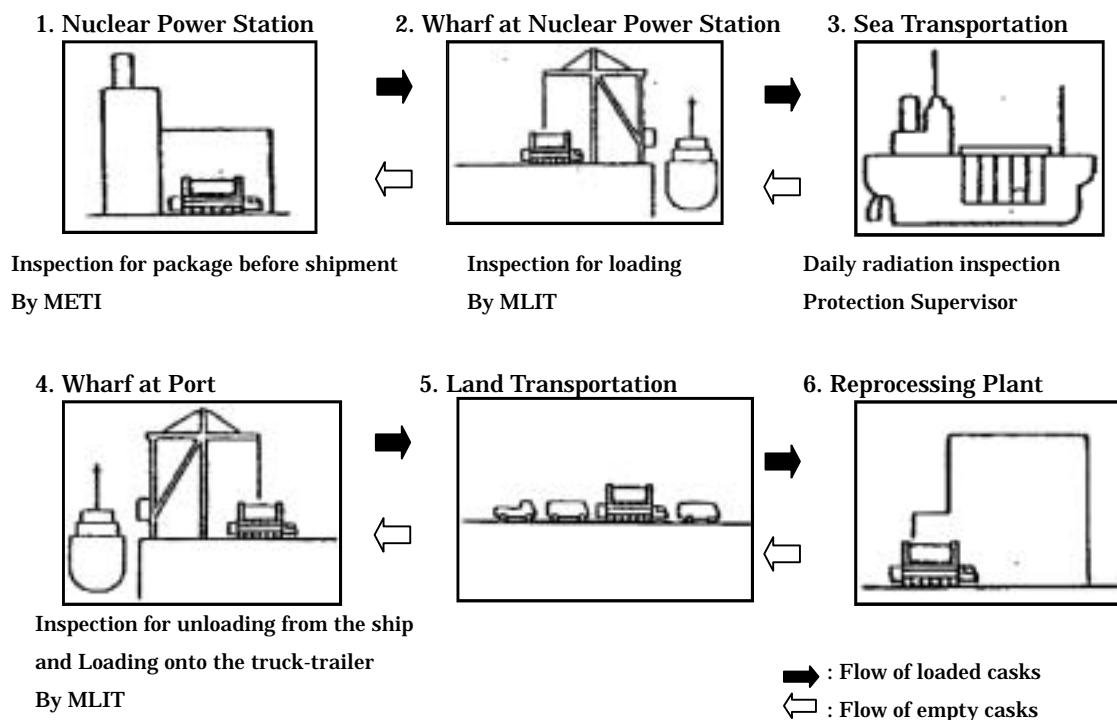 1. Nuclear Power Station
2. Wharf at Nuclear Power Station
3. Sea Transportation
Inspection for package before shipment
By METI
Inspection for loading
By MLIT
Daily radiation inspection
Protection Supervisor
4. Wharf at Port
5. Land Transportation
6. Reprocessing Plant
Inspection for unloading from the ship
and Loading onto the truck-trailer
By MLIT
: Flow of loaded casks
: Flow of empty casks